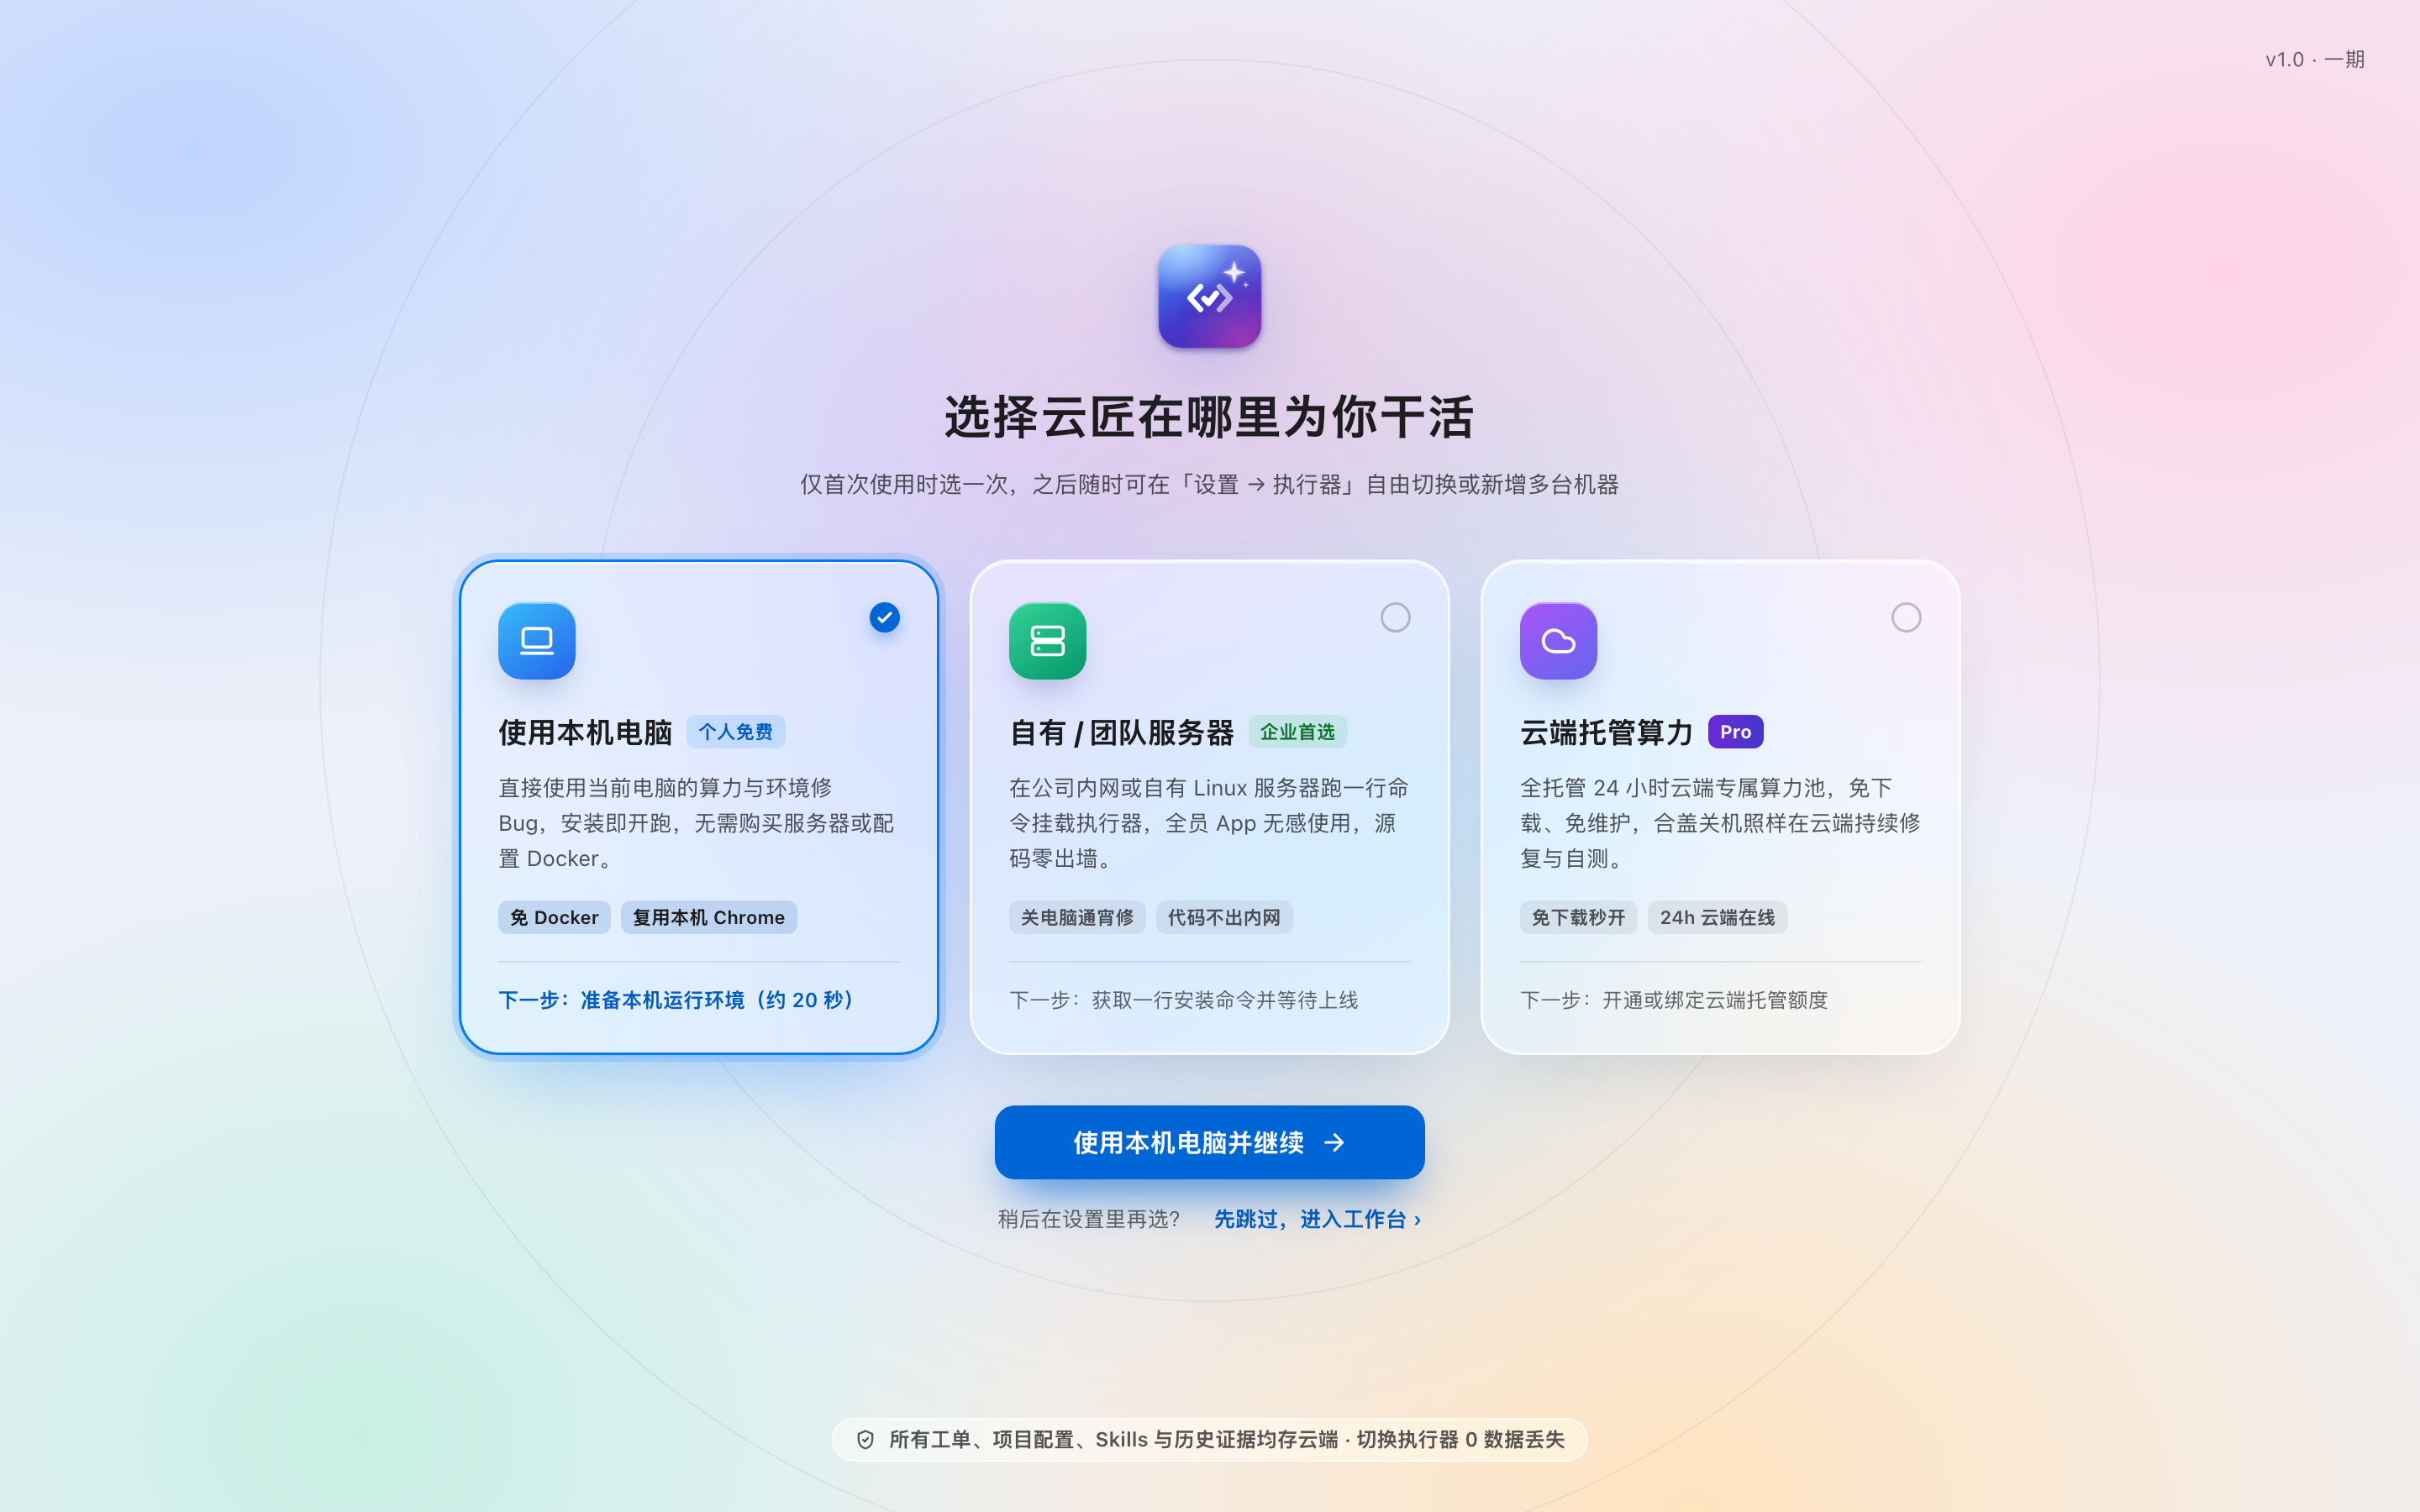 v1.0 · 一期
选择云匠在哪里为你干活
仅首次使用时选一次，之后随时可在「设置 → 执行器」自由切换或新增多台机器
使用本机电脑 个人免费
直接使用当前电脑的算力与环境修
Bug，安装即开跑，无需购买服务器或配
置 Docker。
免 Docker 复用本机 Chrome
下一步：准备本机运行环境（约 20 秒）
自有 / 团队服务器 企业首选
在公司内网或自有 Linux 服务器跑一行命
令挂载执行器，全员 App 无感使用，源
码零出墙。
关电脑通宵修 代码不出内网
下一步：获取一行安装命令并等待上线
云端托管算力 Pro
全托管 24 小时云端专属算力池，免下
载、免维护，合盖关机照样在云端持续修
复与自测。
免下载秒开 24h 云端在线
下一步：开通或绑定云端托管额度
使用本机电脑并继续 →
稍后在设置里再选？ 先跳过，进入工作台 ›
所有工单、项目配置、Skills 与历史证据均存云端 · 切换执行器 0 数据丢失